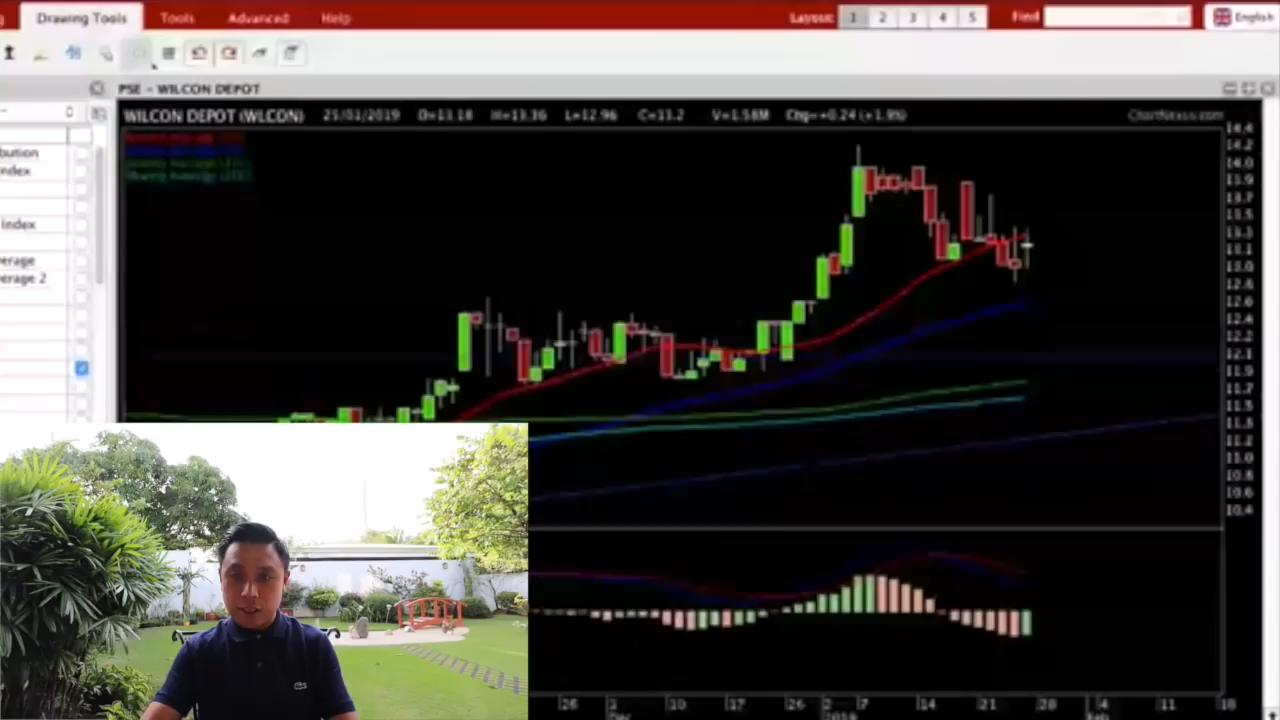 Drawing Tools Tools Advanced Help Layout: 1 2 3 4 5 Find English
PSE - WILCON DEPOT
WILCON DEPOT (WLCON) 25/01/2019 O=13.18 H=13.36 L=12.96 C=13.2 V=1.58M Chg=+0.24 (+1.9%) ChartNexus.com
bution
ndex
index
verage
verage 2
14.4
14.2
14.0
13.9
13.7
13.5
13.3
13.1
13.0
12.8
12.6
12.4
12.2
12.1
11.9
11.7
11.5
11.3
11.2
11.0
10.8
10.6
10.4
26 3 10 17 26 2 7 14 21 28 4 11 18
Dec 2019 Feb